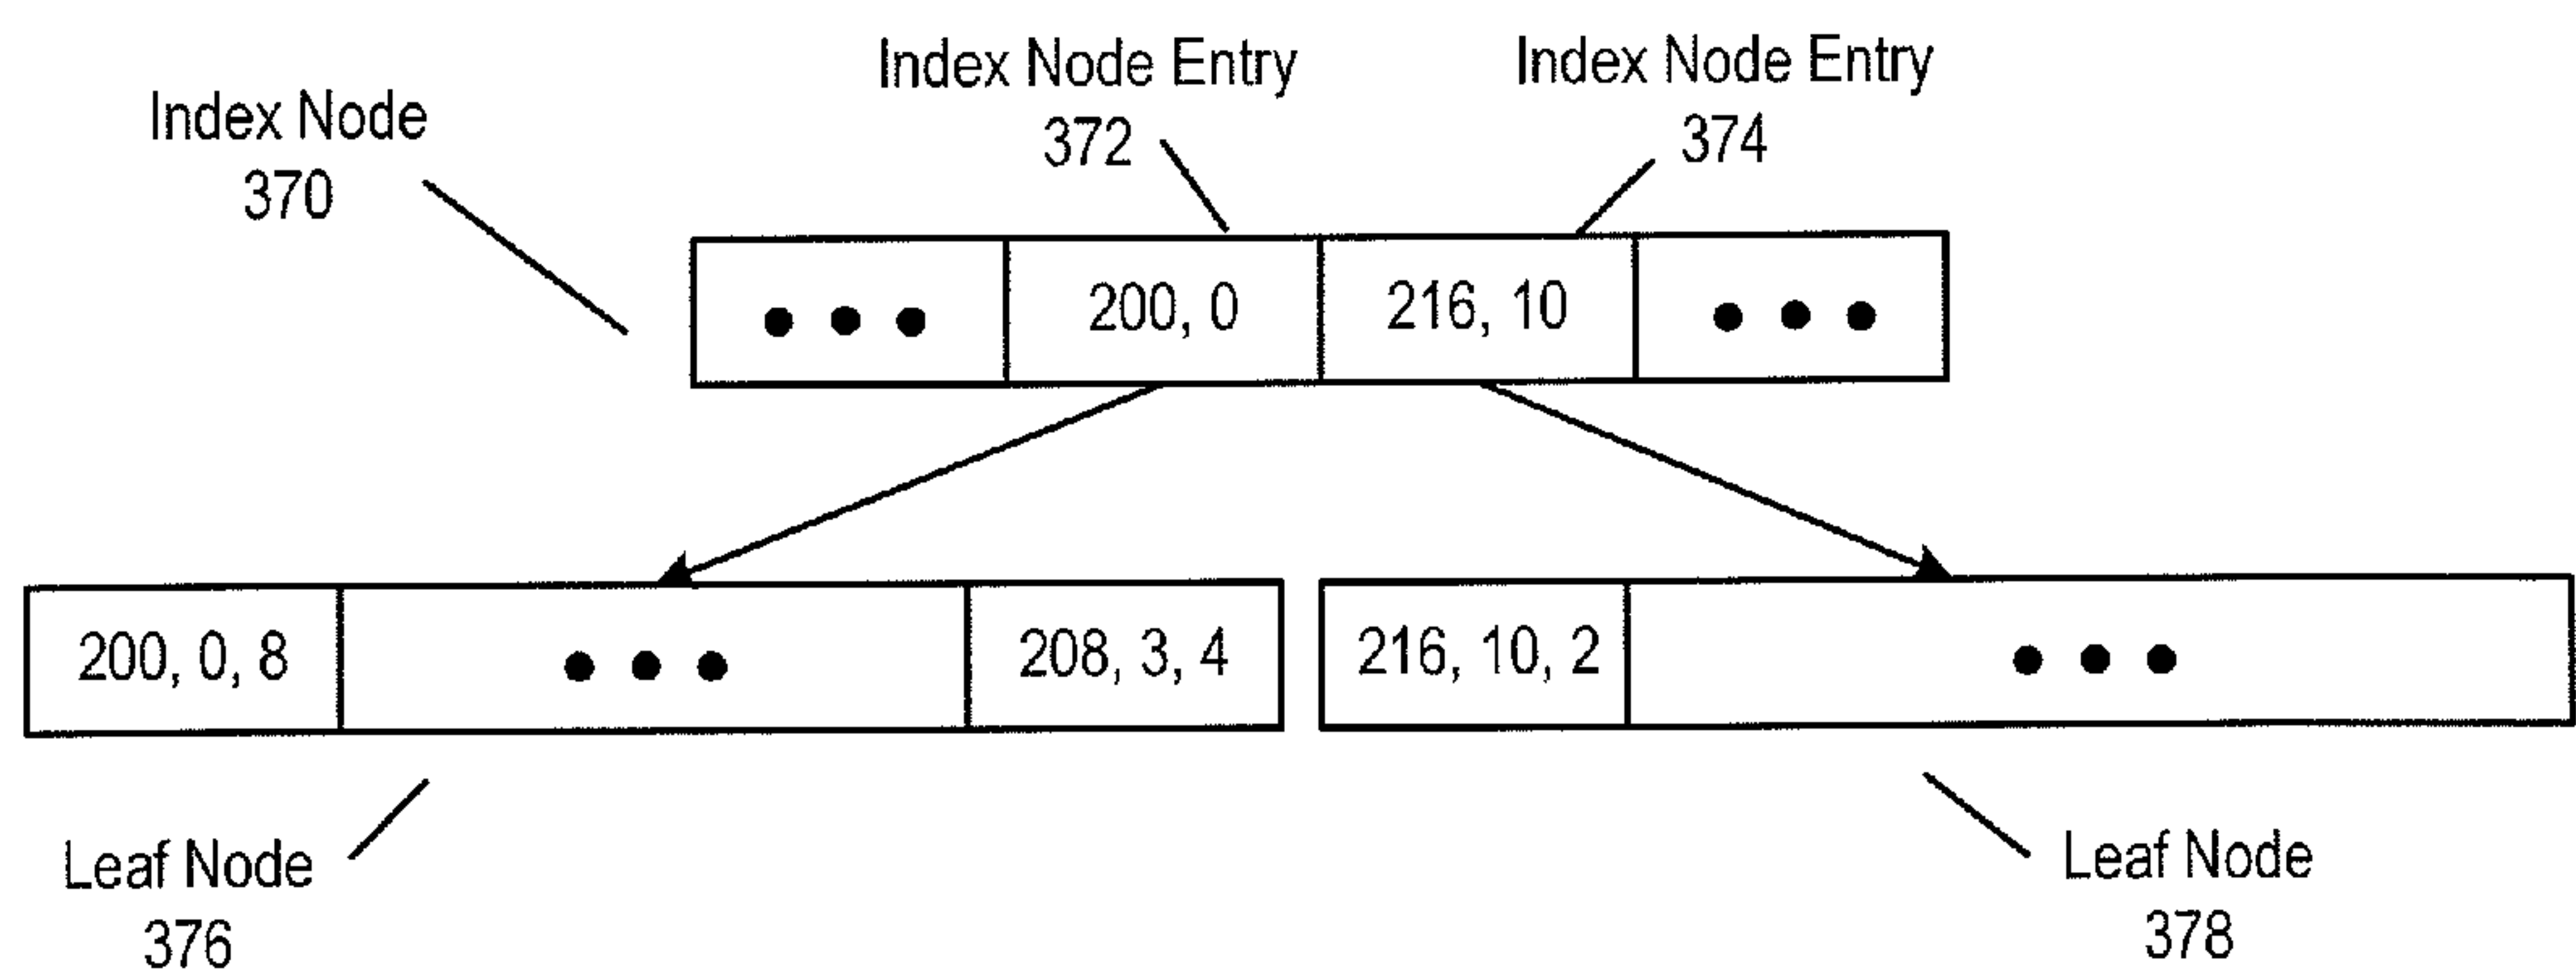 Index Node
370
Index Node Entry
372
Index Node Entry
374
● ● ●
200, 0
216, 10
● ● ●
200, 0, 8
● ● ●
208, 3, 4
216, 10, 2
● ● ●
Leaf Node
376
Leaf Node
378